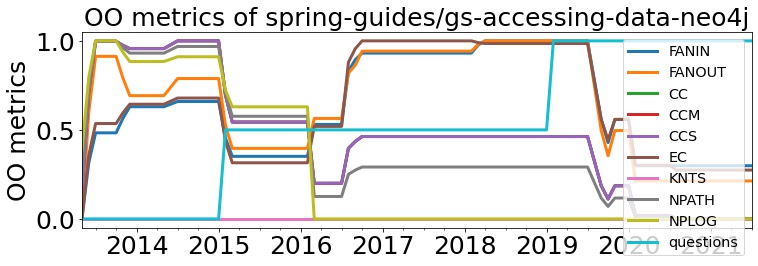 OO metrics of spring-guides/gs-accessing-data-neo4j
OO metrics
1.0
0.5
0.0
2014 2015 2016 2017 2018 2019 2020 2021
FANIN
FANOUT
CC
CCM
CCS
EC
KNTS
NPATH
NPLOG
questions